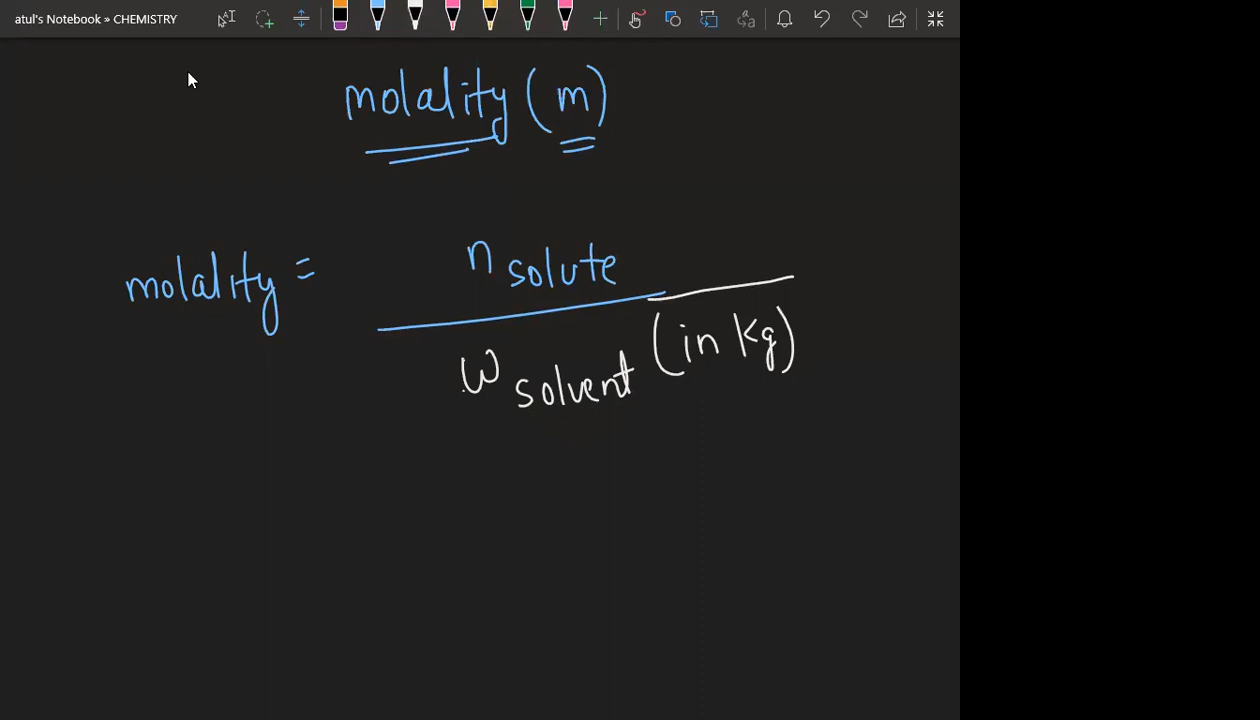 atul's Notebook » CHEMISTRY
molality (m)
molality = n solute
w solvent (in Kg)